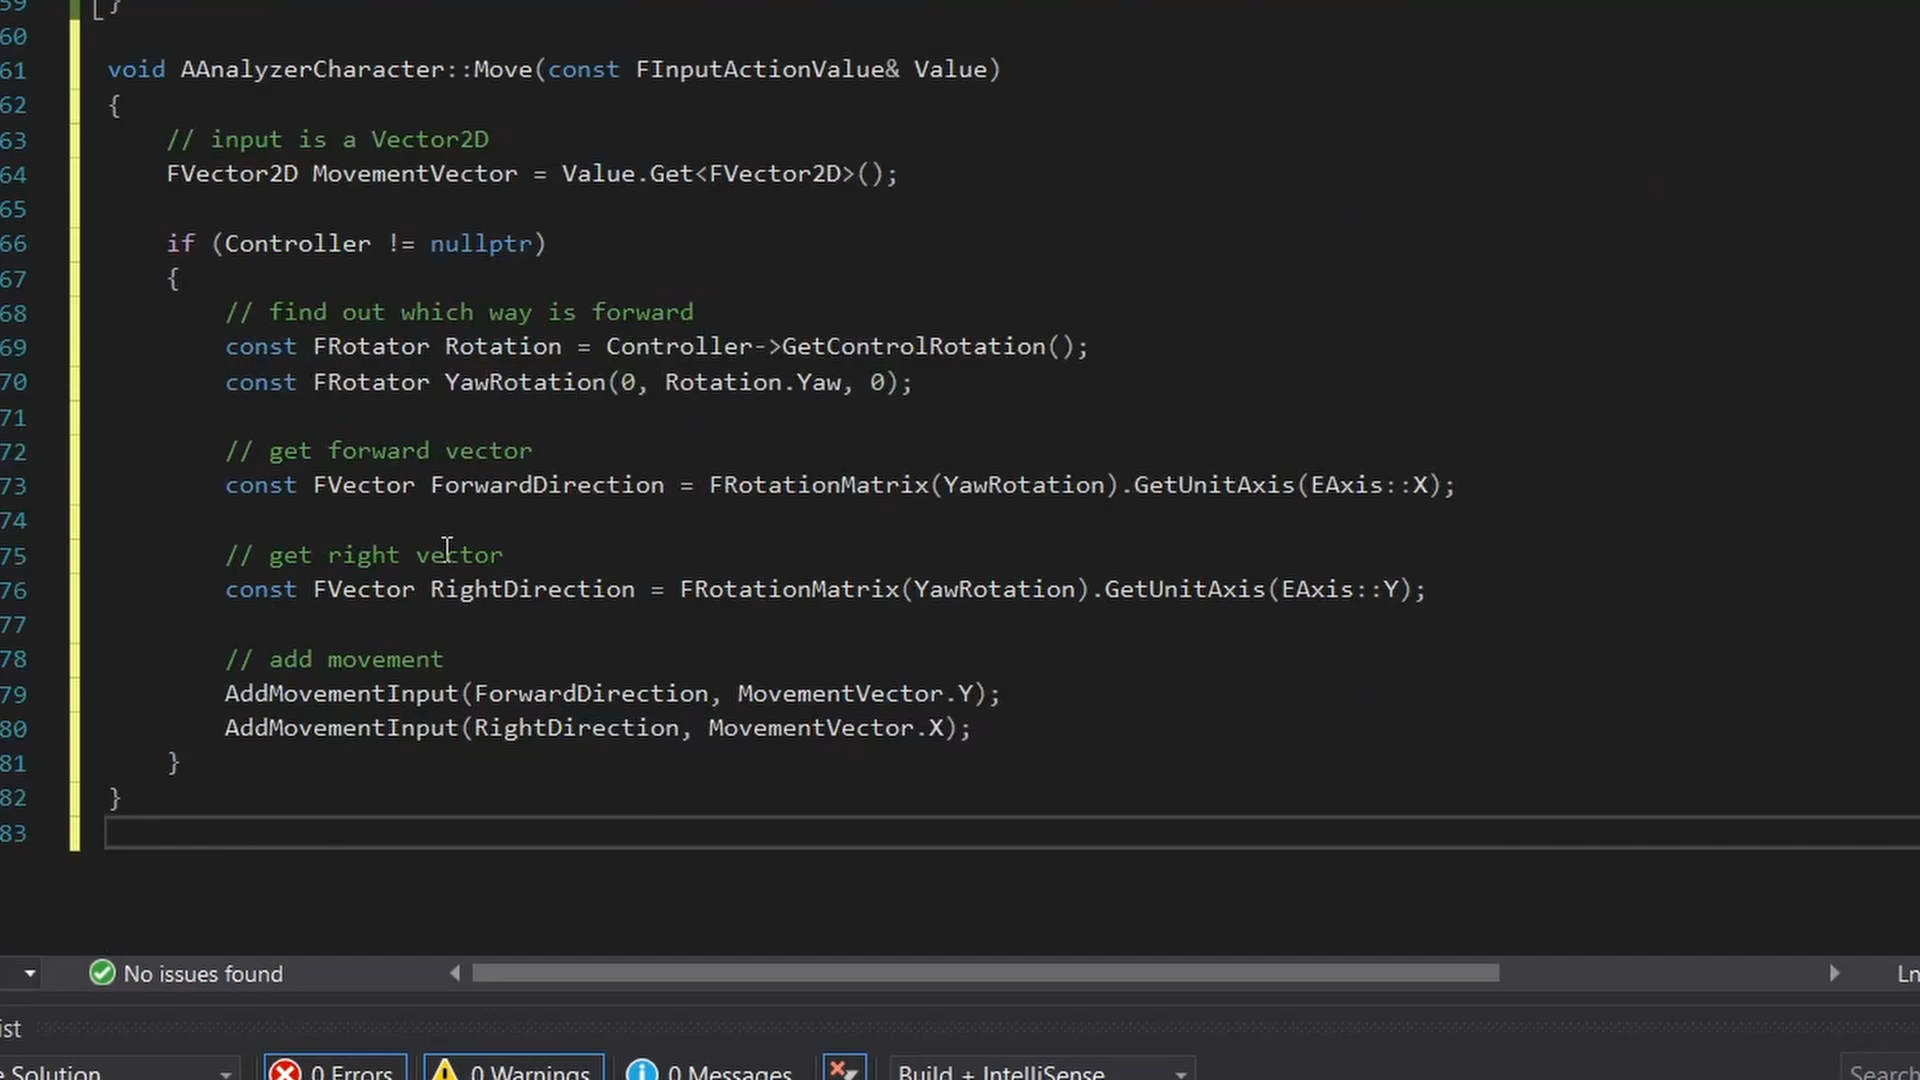 59 }
60
61 void AAnalyzerCharacter::Move(const FInputActionValue& Value)
62 {
63 // input is a Vector2D
64 FVector2D MovementVector = Value.Get<FVector2D>();
65
66 if (Controller != nullptr)
67 {
68 // find out which way is forward
69 const FRotator Rotation = Controller->GetControlRotation();
70 const FRotator YawRotation(0, Rotation.Yaw, 0);
71
72 // get forward vector
73 const FVector ForwardDirection = FRotationMatrix(YawRotation).GetUnitAxis(EAxis::X);
74
75 // get right vector
76 const FVector RightDirection = FRotationMatrix(YawRotation).GetUnitAxis(EAxis::Y);
77
78 // add movement
79 AddMovementInput(ForwardDirection, MovementVector.Y);
80 AddMovementInput(RightDirection, MovementVector.X);
81 }
82 }
83
No issues found Ln
ist
e Solution 0 Errors 0 Warnings 0 Messages Build + IntelliSense Search